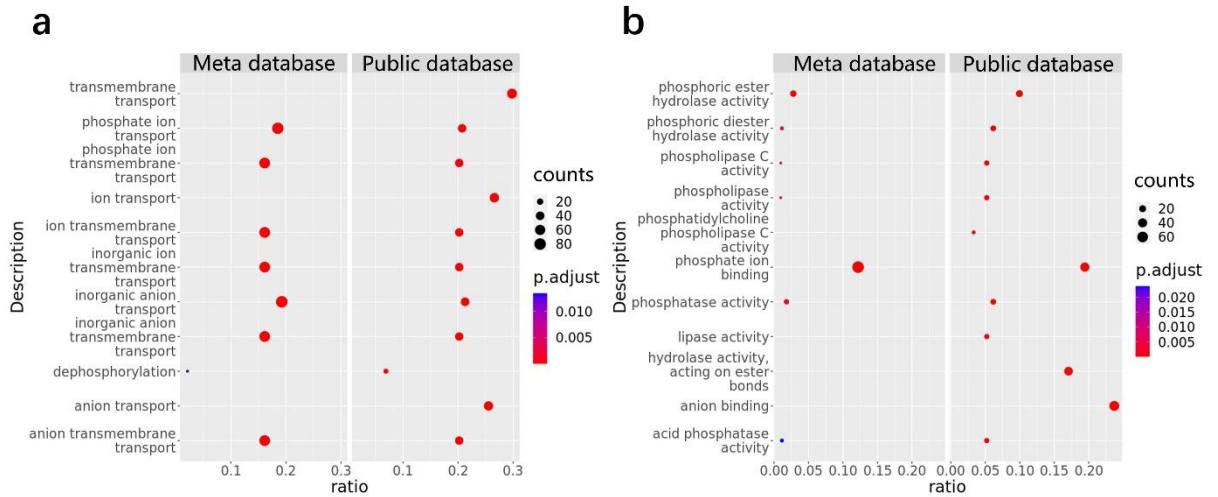 a
Meta database
Public database
transmembrane
transport
phosphate ion
transport
phosphate ion
transmembrane
transport
ion transport
ion transmembrane
transport
inorganic ion
transmembrane
transport
inorganic anion
transport
inorganic anion
transmembrane
transport
dephosphorylation
anion transport
anion transmembrane
transport
Description
0.1 0.2 0.3
0.1 0.2 0.3
ratio
counts
20
40
60
80
p.adjust
0.010
0.005
b
Meta database
Public database
phosphoric ester
hydrolase activity
phosphoric diester
hydrolase activity
phospholipase C
activity
phospholipase
activity
phosphatidylcholine
phospholipase C
activity
phosphate ion
binding
phosphatase activity
lipase activity
hydrolase activity,
acting on ester
bonds
anion binding
acid phosphatase
activity
Description
0.00 0.05 0.10 0.15 0.20
0.00 0.05 0.10 0.15 0.20
ratio
counts
20
40
60
p.adjust
0.020
0.015
0.010
0.005